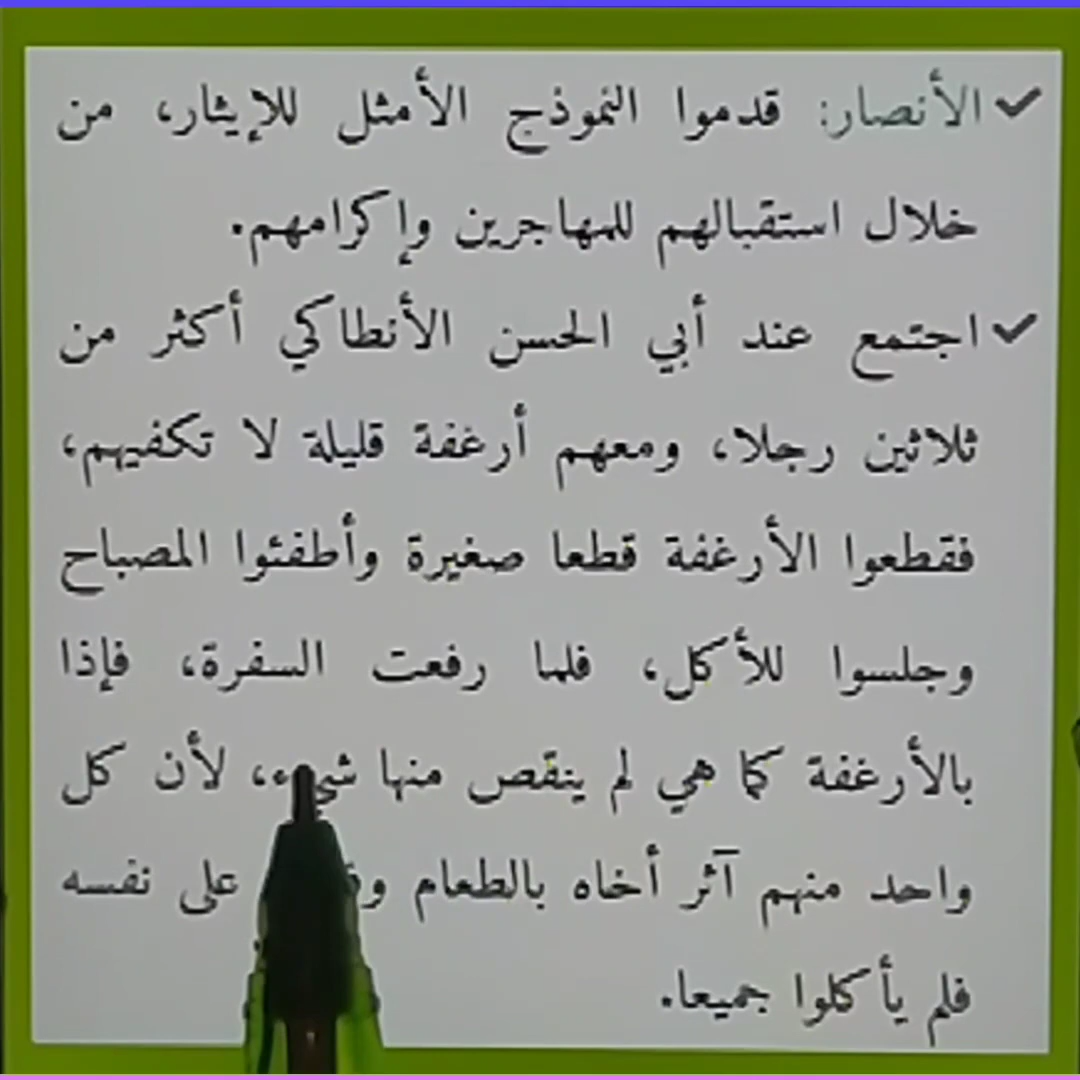 ✓ الأنصار: قدموا النموذج الأمثل للإيثار، من
خلال استقبالهم للمهاجرين وإكرامهم.
✓ اجتمع عند أبي الحسن الأنطاكي أكثر من
ثلاثين رجلا، ومعهم أرغفة قليلة لا تكفيهم،
فقطعوا الأرغفة قطعا صغيرة وأطفئوا المصباح
وجلسوا للأكل، فلما رفعت السفرة، فإذا
بالأرغفة كما هي لم ينقص منها شيء، لأن كل
واحد منهم آثر أخاه بالطعام على نفسه
فلم يأكلوا جميعا.